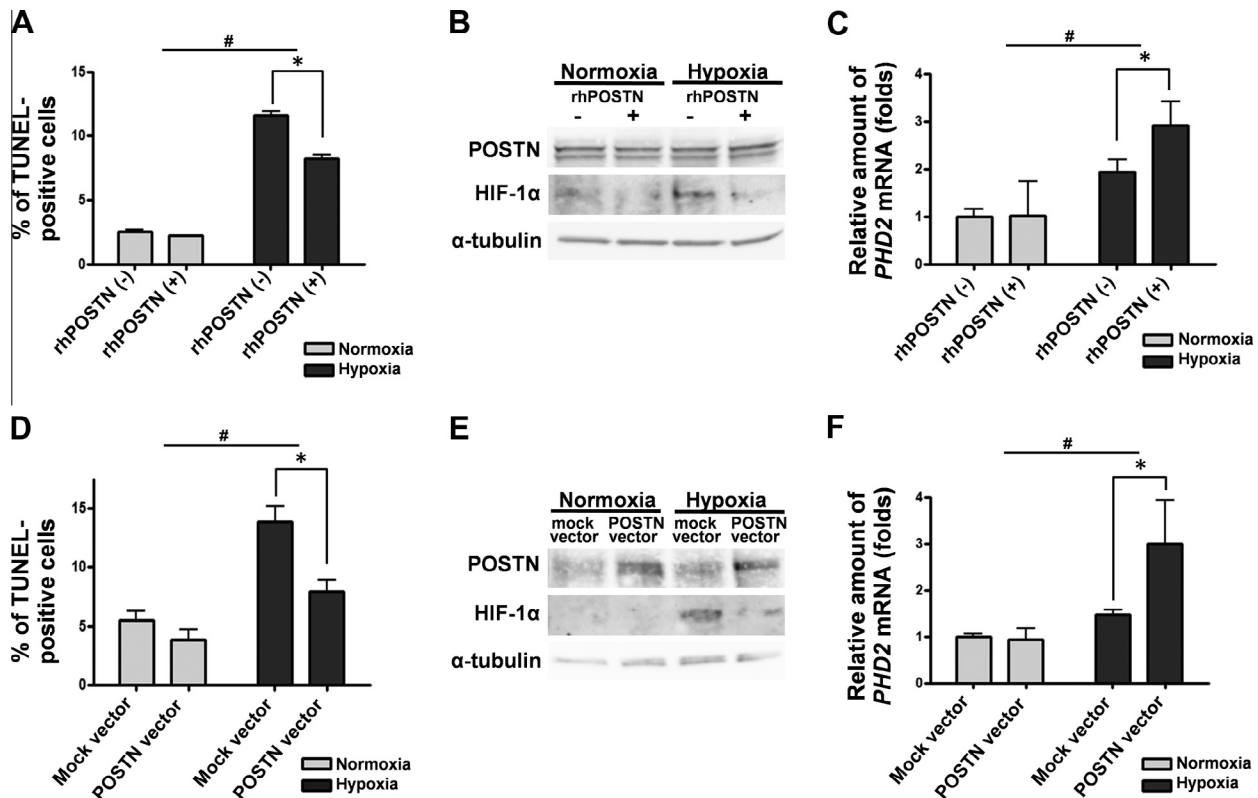 A
#
*
% of TUNEL-
positive cells
15
10
5
0
rhPOSTN (-)
rhPOSTN (+)
rhPOSTN (-)
rhPOSTN (+)
Normoxia
Hypoxia
B
Normoxia Hypoxia
rhPOSTN rhPOSTN
- + - +
POSTN
HIF-1α
α-tubulin
C
#
*
Relative amount of
PHD2 mRNA (folds)
4
3
2
1
0
rhPOSTN (-)
rhPOSTN (+)
rhPOSTN (-)
rhPOSTN (+)
Normoxia
Hypoxia
D
#
*
% of TUNEL-
positive cells
15
10
5
0
Mock vector
POSTN vector
Mock vector
POSTN vector
Normoxia
Hypoxia
E
Normoxia Hypoxia
mock POSTN mock POSTN
vector vector vector vector
POSTN
HIF-1α
α-tubulin
F
#
*
Relative amount of
PHD2 mRNA (folds)
4
3
2
1
0
Mock vector
POSTN vector
Mock vector
POSTN vector
Normoxia
Hypoxia